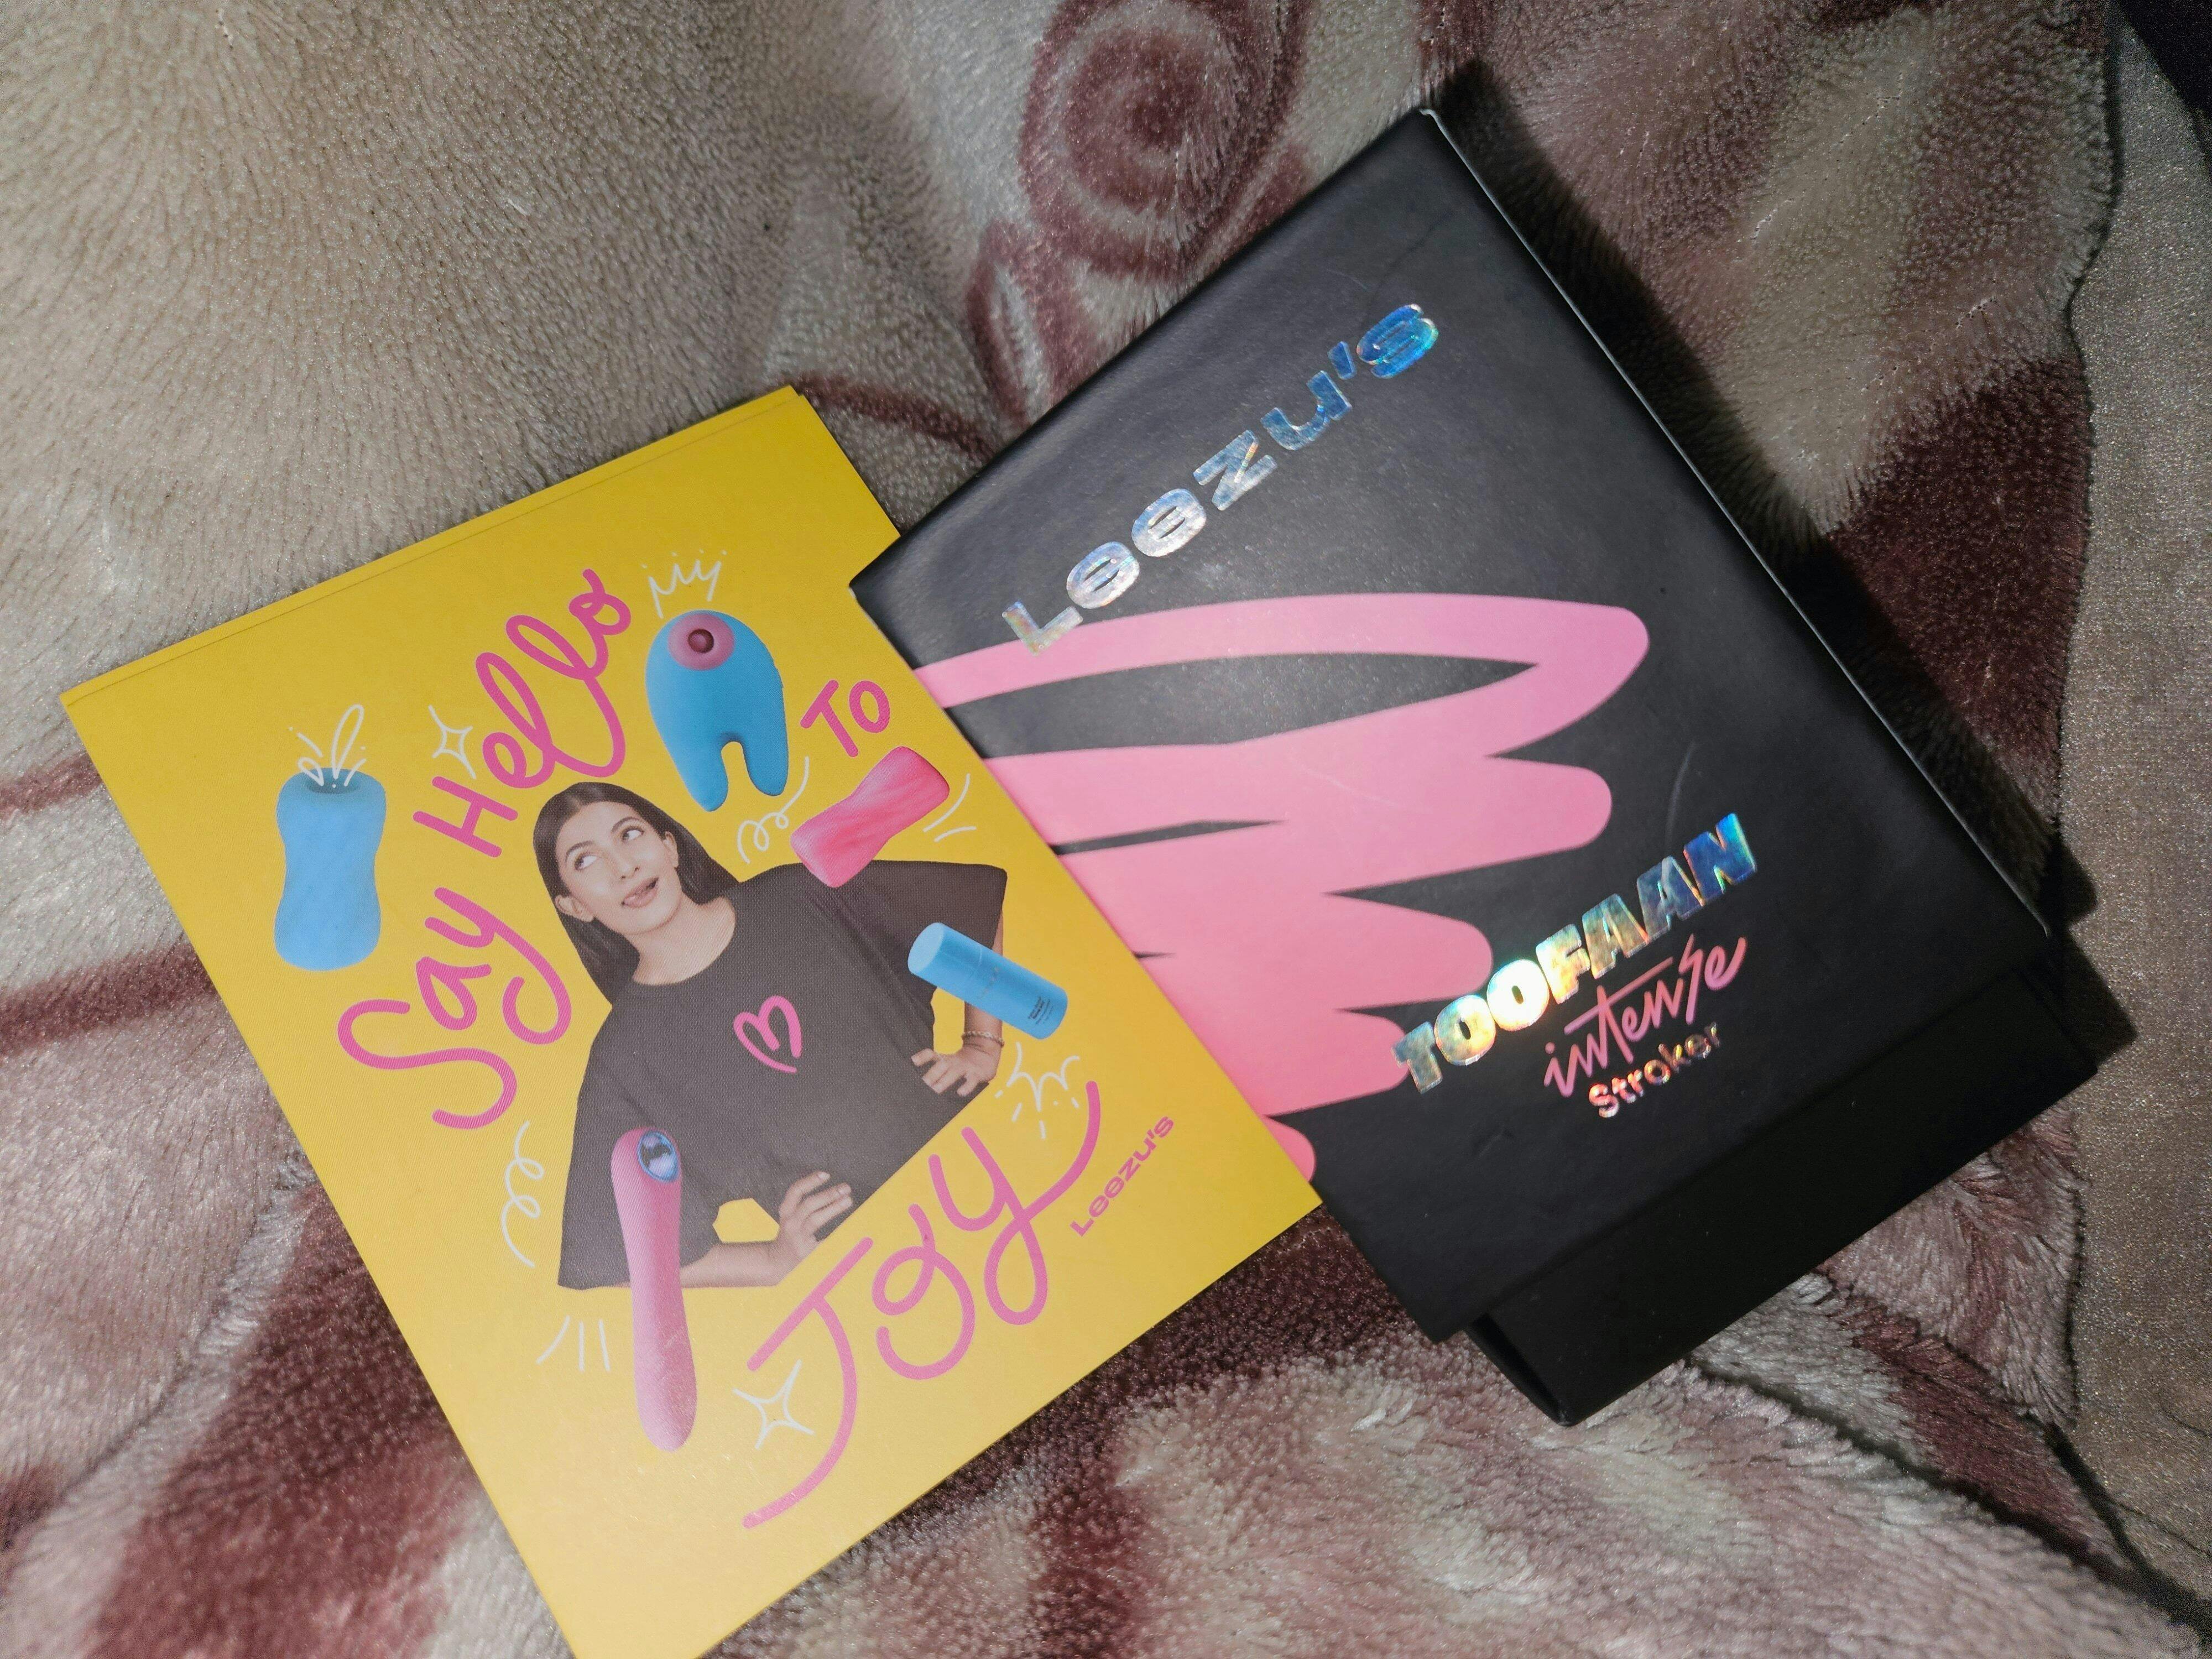 Say Hello
To
Joy
Leezu's
Leezu's
TOOFAAN
intense
Stroker